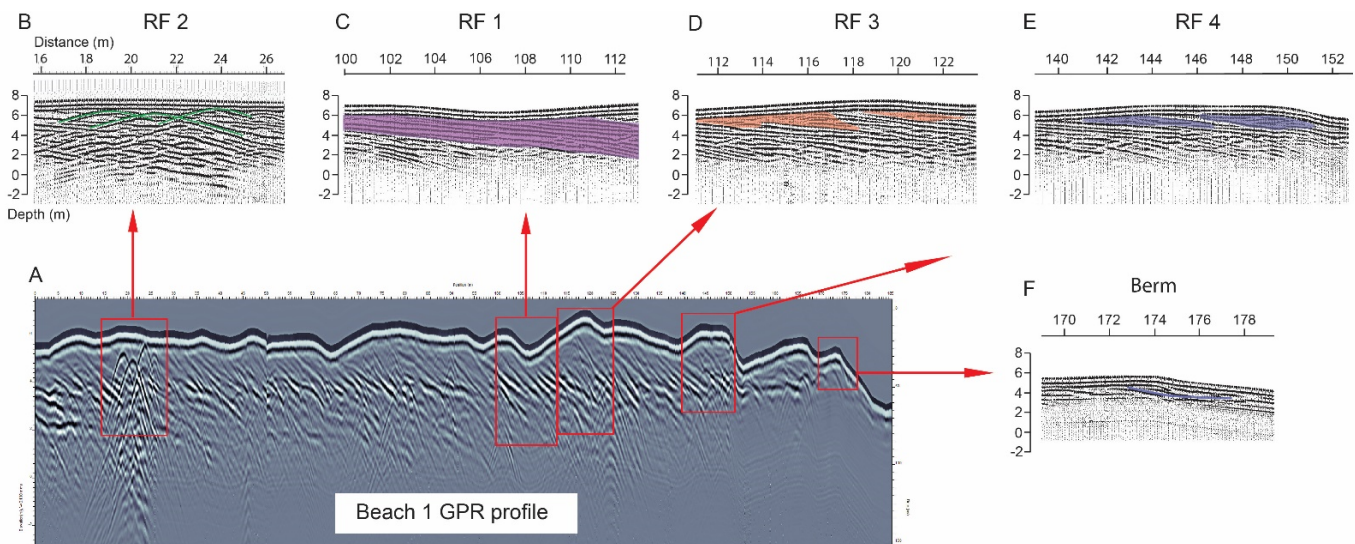 B RF 2 C RF 1 D RF 3 E RF 4
Distance (m)
16 18 20 22 24 26 100 102 104 106 108 110 112 112 114 116 118 120 122 140 142 144 146 148 150 152
8 8 8 8
6 6 6 6
4 4 4 4
2 2 2 2
0 0 0 0
-2 -2 -2 -2
Depth (m)
A
F Berm
170 172 174 176 178
8
6
4
2
0
-2
Beach 1 GPR profile